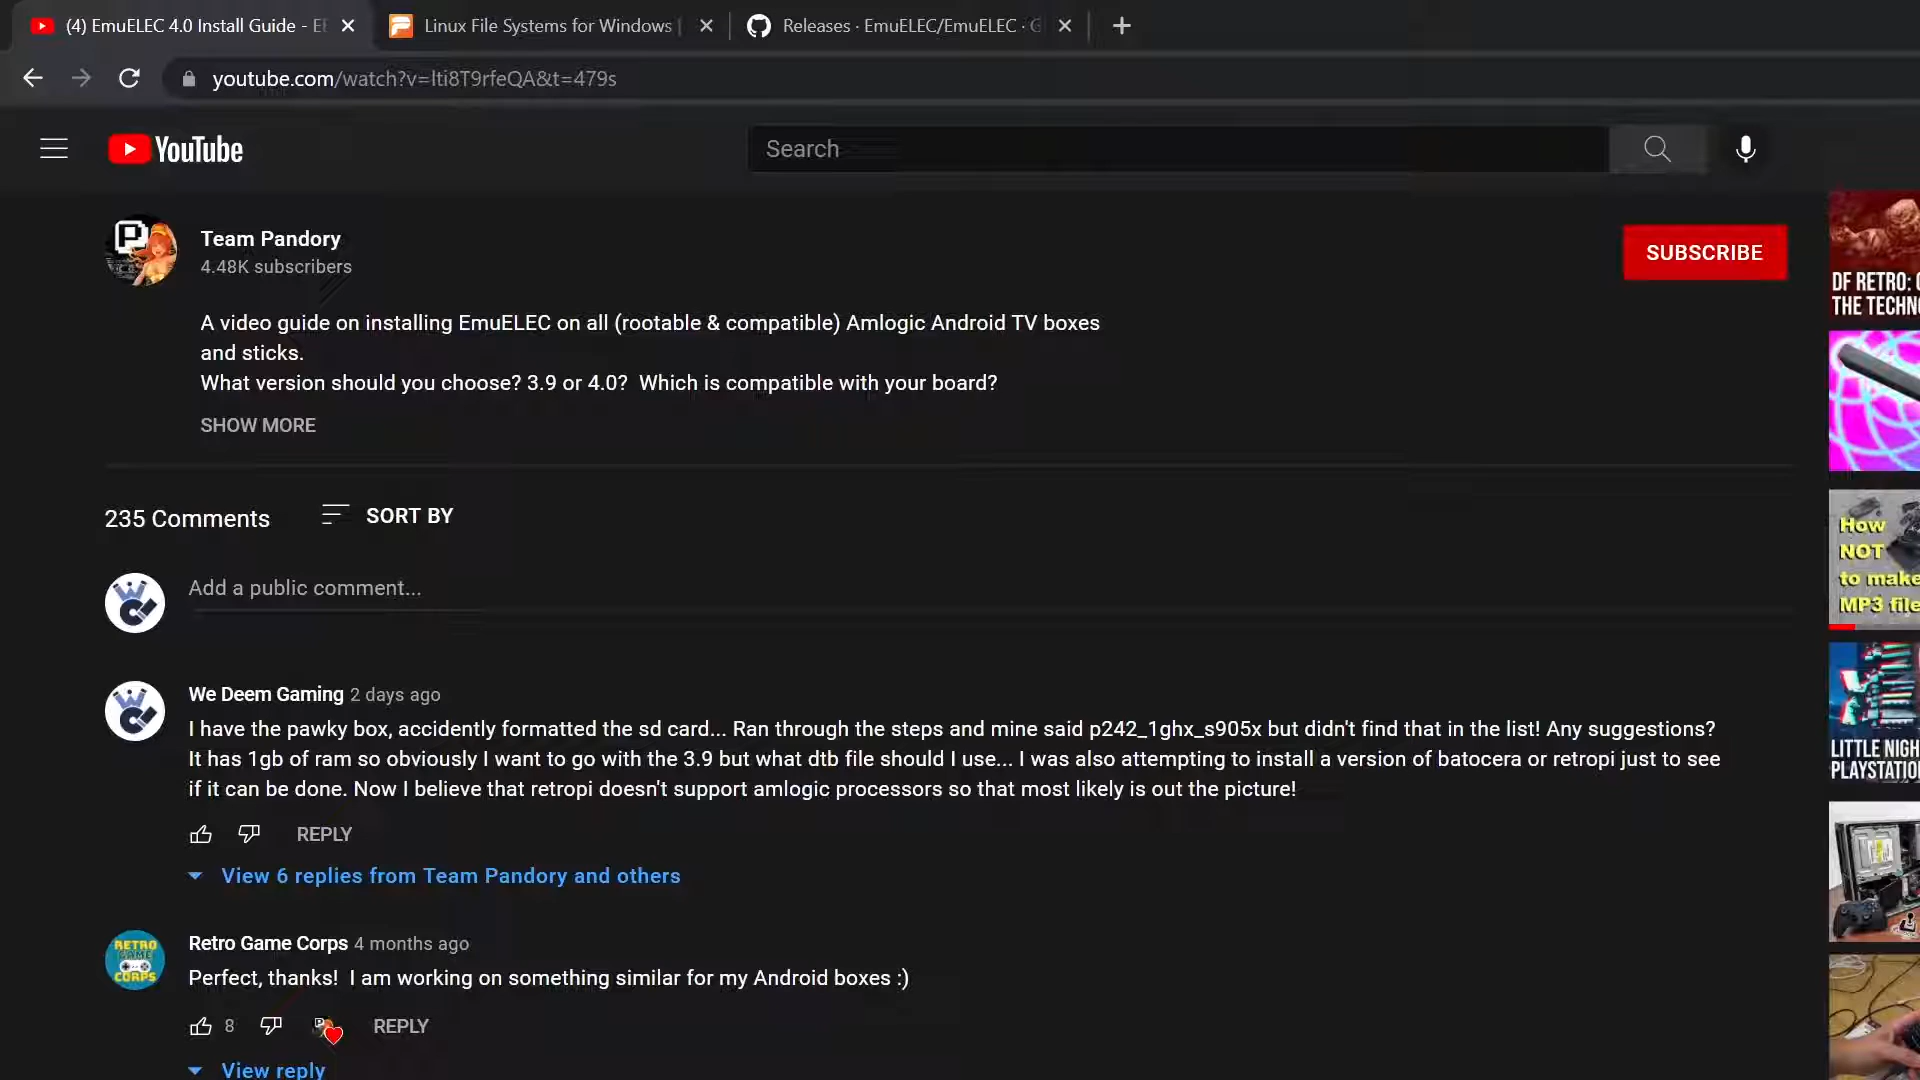 (4) EmuELEC 4.0 Install Guide -
Linux File Systems for Windows |
Releases · EmuELEC/EmuELEC ·
youtube.com/watch?v=lti8T9rfeQA&t=479s
YouTube
Search
Team Pandory
4.48K subscribers
SUBSCRIBE
A video guide on installing EmuELEC on all (rootable & compatible) Amlogic Android TV boxes
and sticks.
What version should you choose? 3.9 or 4.0?  Which is compatible with your board?
SHOW MORE
235 Comments
SORT BY
Add a public comment...
We Deem Gaming 2 days ago
I have the pawky box, accidently formatted the sd card... Ran through the steps and mine said p242_1ghx_s905x but didn't find that in the list! Any suggestions?
It has 1gb of ram so obviously I want to go with the 3.9 but what dtb file should I use... I was also attempting to install a version of batocera or retropi just to see
if it can be done. Now I believe that retropi doesn't support amlogic processors so that most likely is out the picture!
REPLY
View 6 replies from Team Pandory and others
RETRO
GAME
CORPS
Retro Game Corps 4 months ago
Perfect, thanks!  I am working on something similar for my Android boxes :)
8
REPLY
View reply
DF RETRO:
THE TECHN
How
NOT
to make
MP3 file
LITTLE NIGH
PLAYSTATIO